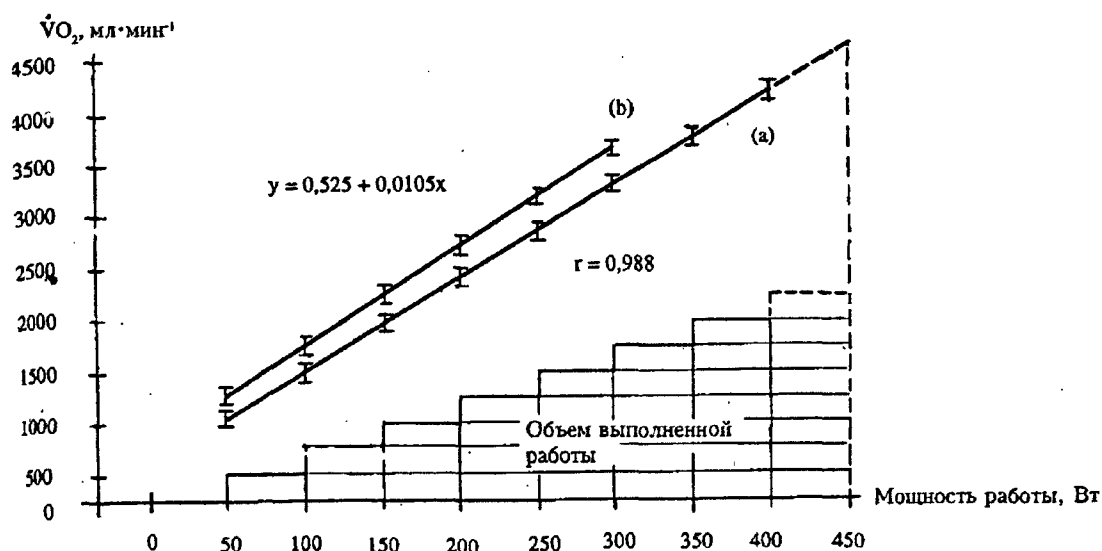 V̇O₂, мл·мин⁻¹
4500
4000
3500
3000
2500
2000
1500
1000
500
0
(b)
(a)
y = 0,525 + 0,0105x
r = 0,988
Объем выполненной
работы
Мощность работы, Вт
0 50 100 150 200 250 300 350 400 450